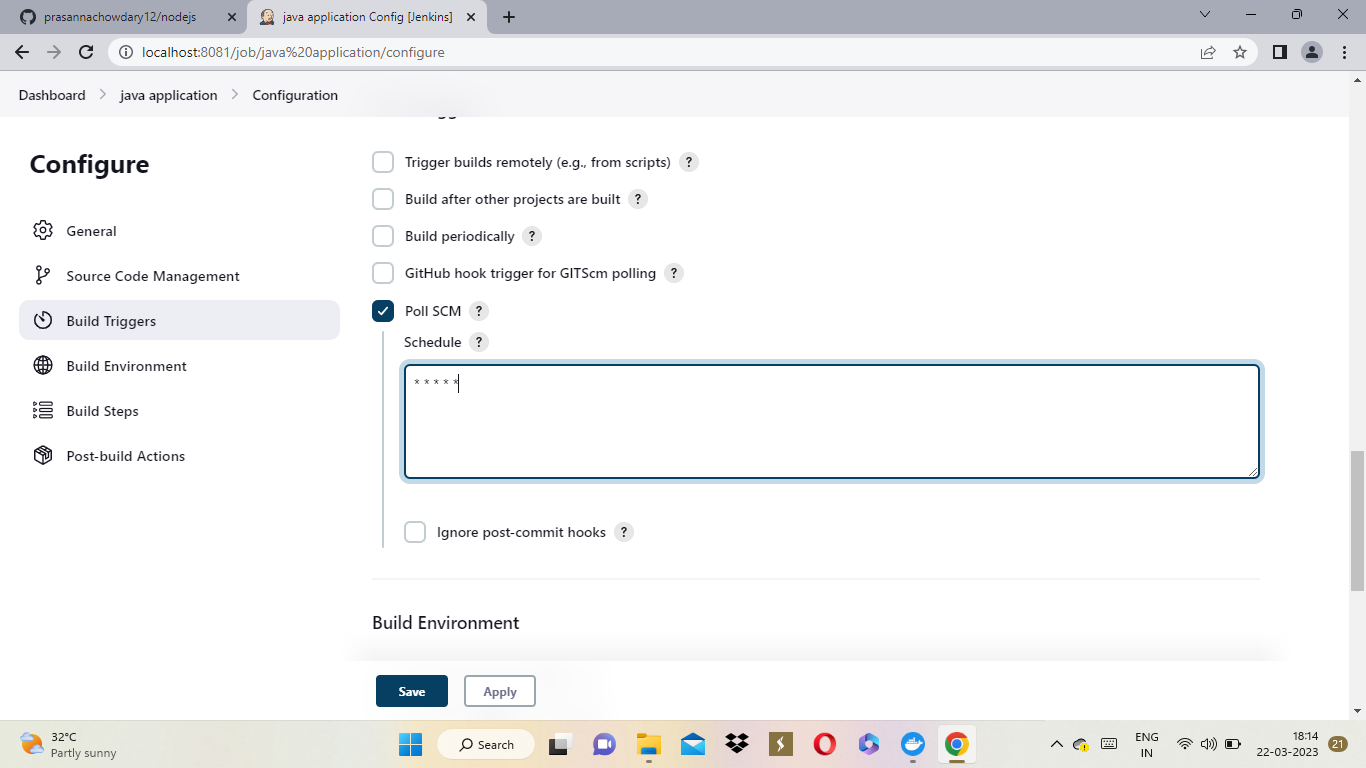 prasannachowdary12/nodejs
java application Config [Jenkins]
localhost:8081/job/java%20application/configure
Dashboard
java application
Configuration
Configure
General
Source Code Management
Build Triggers
Build Environment
Build Steps
Post-build Actions
Trigger builds remotely (e.g., from scripts) ?
Build after other projects are built ?
Build periodically ?
GitHub hook trigger for GITScm polling ?
Poll SCM ?
Schedule ?
* * * * *
Ignore post-commit hooks ?
Build Environment
Save
Apply
32°C
Partly sunny
Search
ENG
IN
18:14
22-03-2023
21